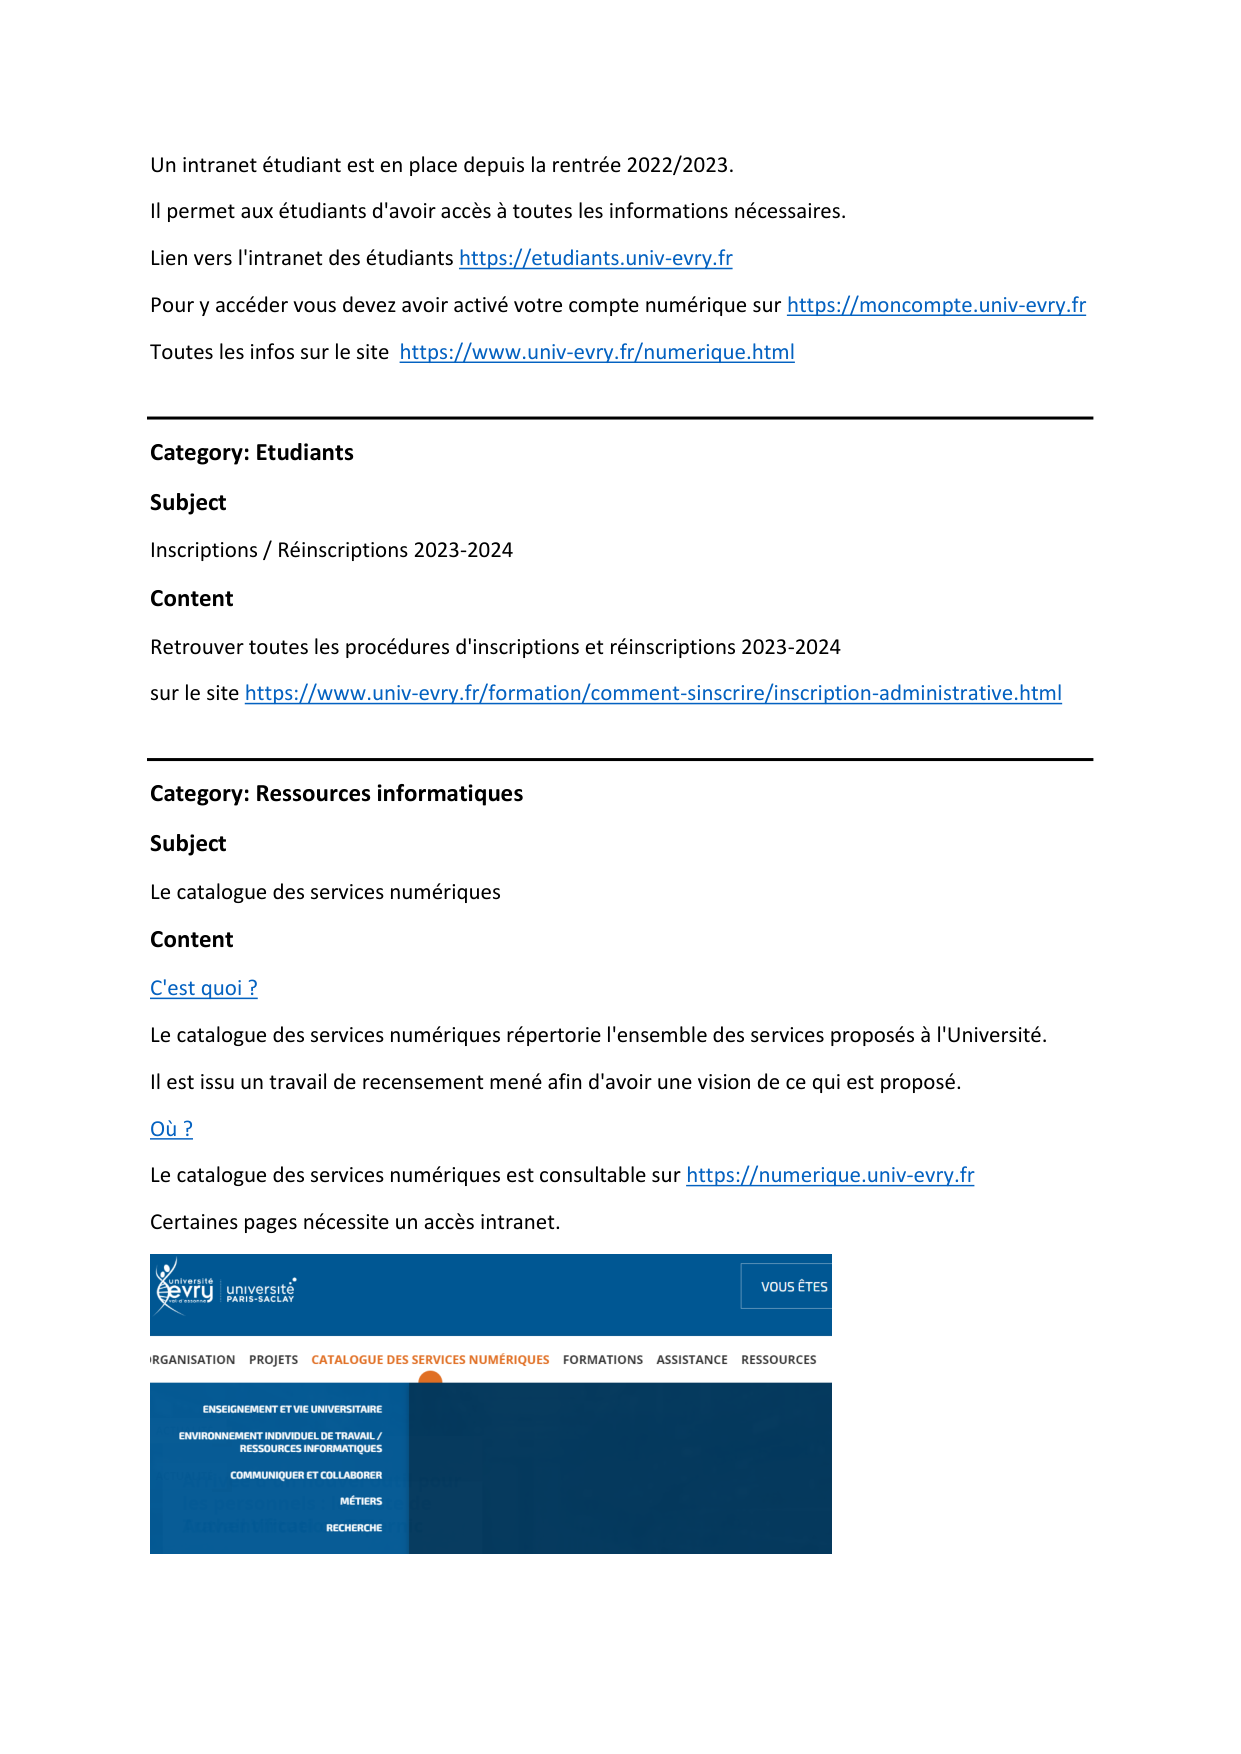 Un intranet étudiant est en place depuis la rentrée 2022/2023.
Il permet aux étudiants d'avoir accès à toutes les informations nécessaires.
Lien vers l'intranet des étudiants https://etudiants.univ-evry.fr
Pour y accéder vous devez avoir activé votre compte numérique sur https://moncompte.univ-evry.fr
Toutes les infos sur le site https://www.univ-evry.fr/numerique.html
Category: Etudiants
Subject
Inscriptions / Réinscriptions 2023-2024
Content
Retrouver toutes les procédures d'inscriptions et réinscriptions 2023-2024
sur le site https://www.univ-evry.fr/formation/comment-sinscrire/inscription-administrative.html
Category: Ressources informatiques
Subject
Le catalogue des services numériques
Content
C'est quoi ?
Le catalogue des services numériques répertorie l'ensemble des services proposés à l'Université.
Il est issu un travail de recensement mené afin d'avoir une vision de ce qui est proposé.
Où ?
Le catalogue des services numériques est consultable sur https://numerique.univ-evry.fr
Certaines pages nécessite un accès intranet.
université
evry
val d'essonne
université
PARIS-SACLAY
VOUS ÊTES
RGANISATION PROJETS CATALOGUE DES SERVICES NUMÉRIQUES FORMATIONS ASSISTANCE RESSOURCES
ENSEIGNEMENT ET VIE UNIVERSITAIRE
ENVIRONNEMENT INDIVIDUEL DE TRAVAIL /
RESSOURCES INFORMATIQUES
COMMUNIQUER ET COLLABORER
MÉTIERS
RECHERCHE